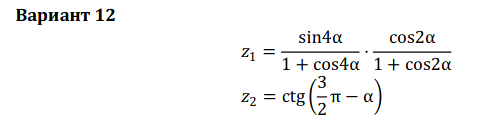 Вариант 12
z₁ = sin4α / (1 + cos4α) · cos2α / (1 + cos2α)
z₂ = ctg(3/2 π − α)